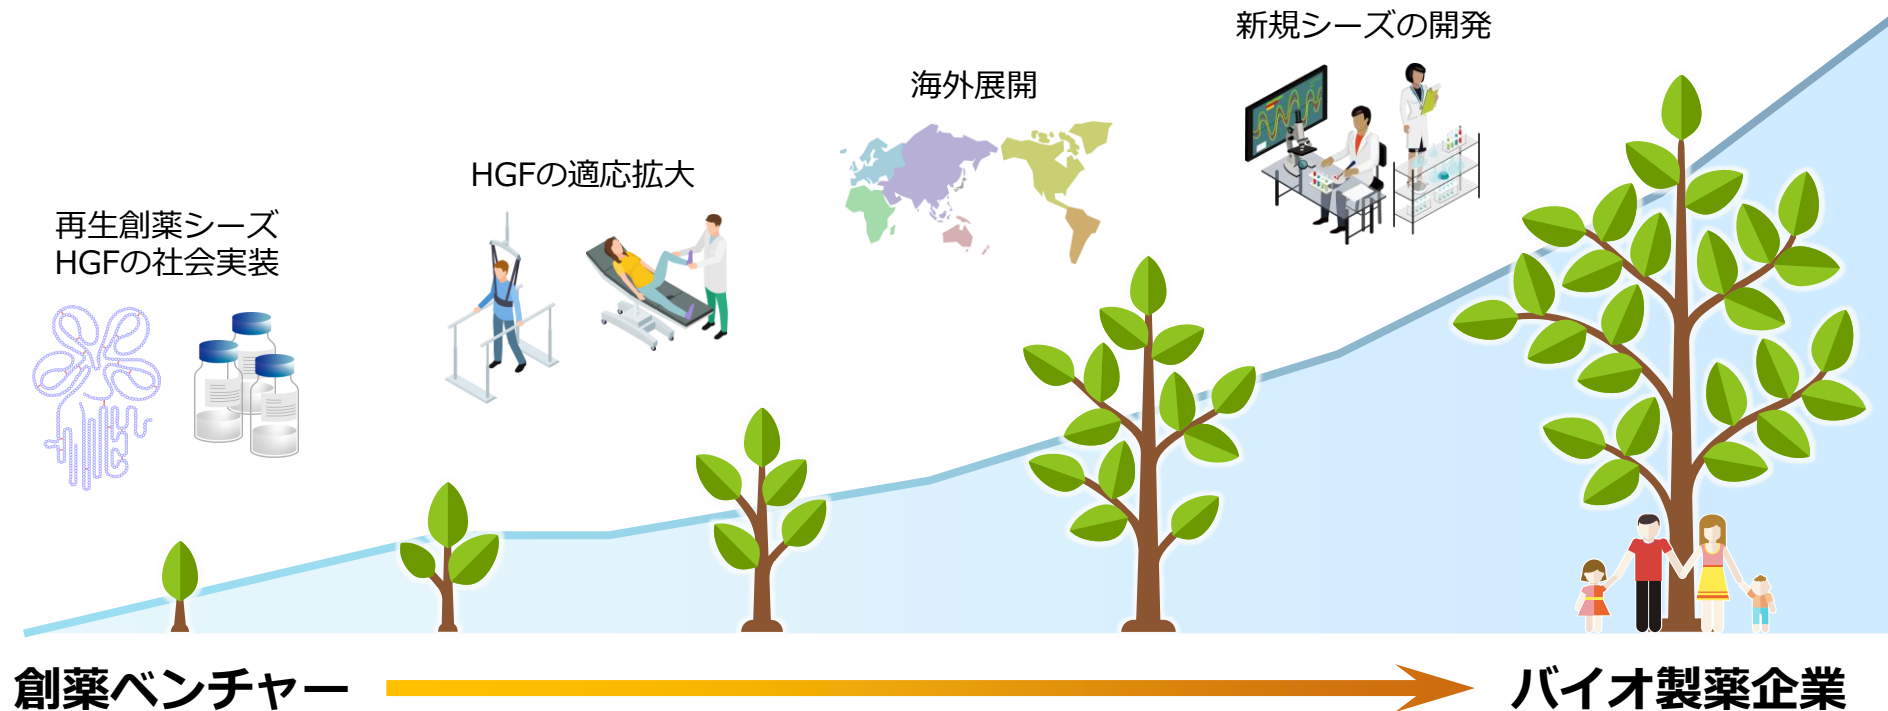 再生創薬シーズ
HGFの社会実装
HGFの適応拡大
海外展開
新規シーズの開発
創薬ベンチャー
バイオ製薬企業